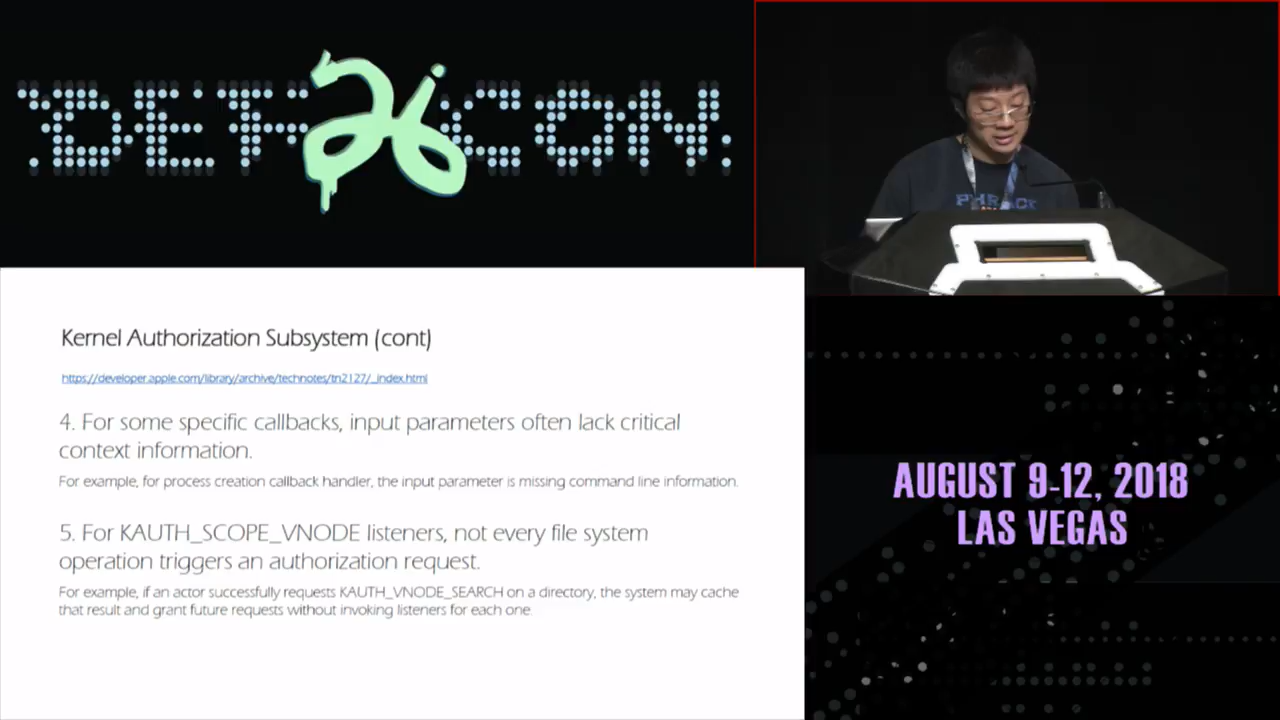 DEF 26 CON
PHRACK
Kernel Authorization Subsystem (cont)
https://developer.apple.com/library/archive/technotes/tn2127/_index.html
4. For some specific callbacks, input parameters often lack critical
context information.
For example, for process creation callback handler, the input parameter is missing command line information.
5. For KAUTH_SCOPE_VNODE listeners, not every file system
operation triggers an authorization request.
For example, if an actor successfully requests KAUTH_VNODE_SEARCH on a directory, the system may cache
that result and grant future requests without invoking listeners for each one.
AUGUST 9-12, 2018
LAS VEGAS